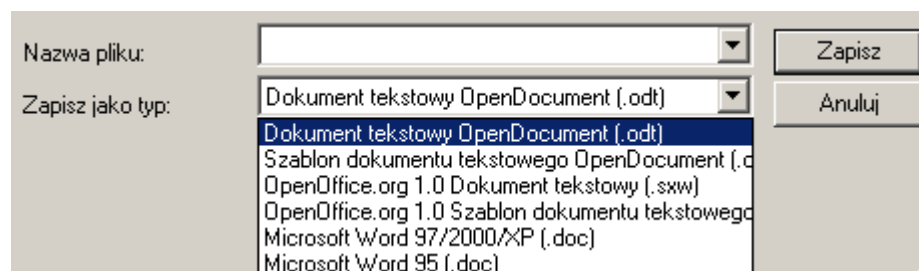 Nazwa pliku:
Zapisz
Zapisz jako typ:
Dokument tekstowy OpenDocument (.odt)
Anuluj
Dokument tekstowy OpenDocument (.odt)
Szablon dokumentu tekstowego OpenDocument (.o
OpenOffice.org 1.0 Dokument tekstowy (.sxw)
OpenOffice.org 1.0 Szablon dokumentu tekstowego
Microsoft Word 97/2000/XP (.doc)
Microsoft Word 95 (.doc)